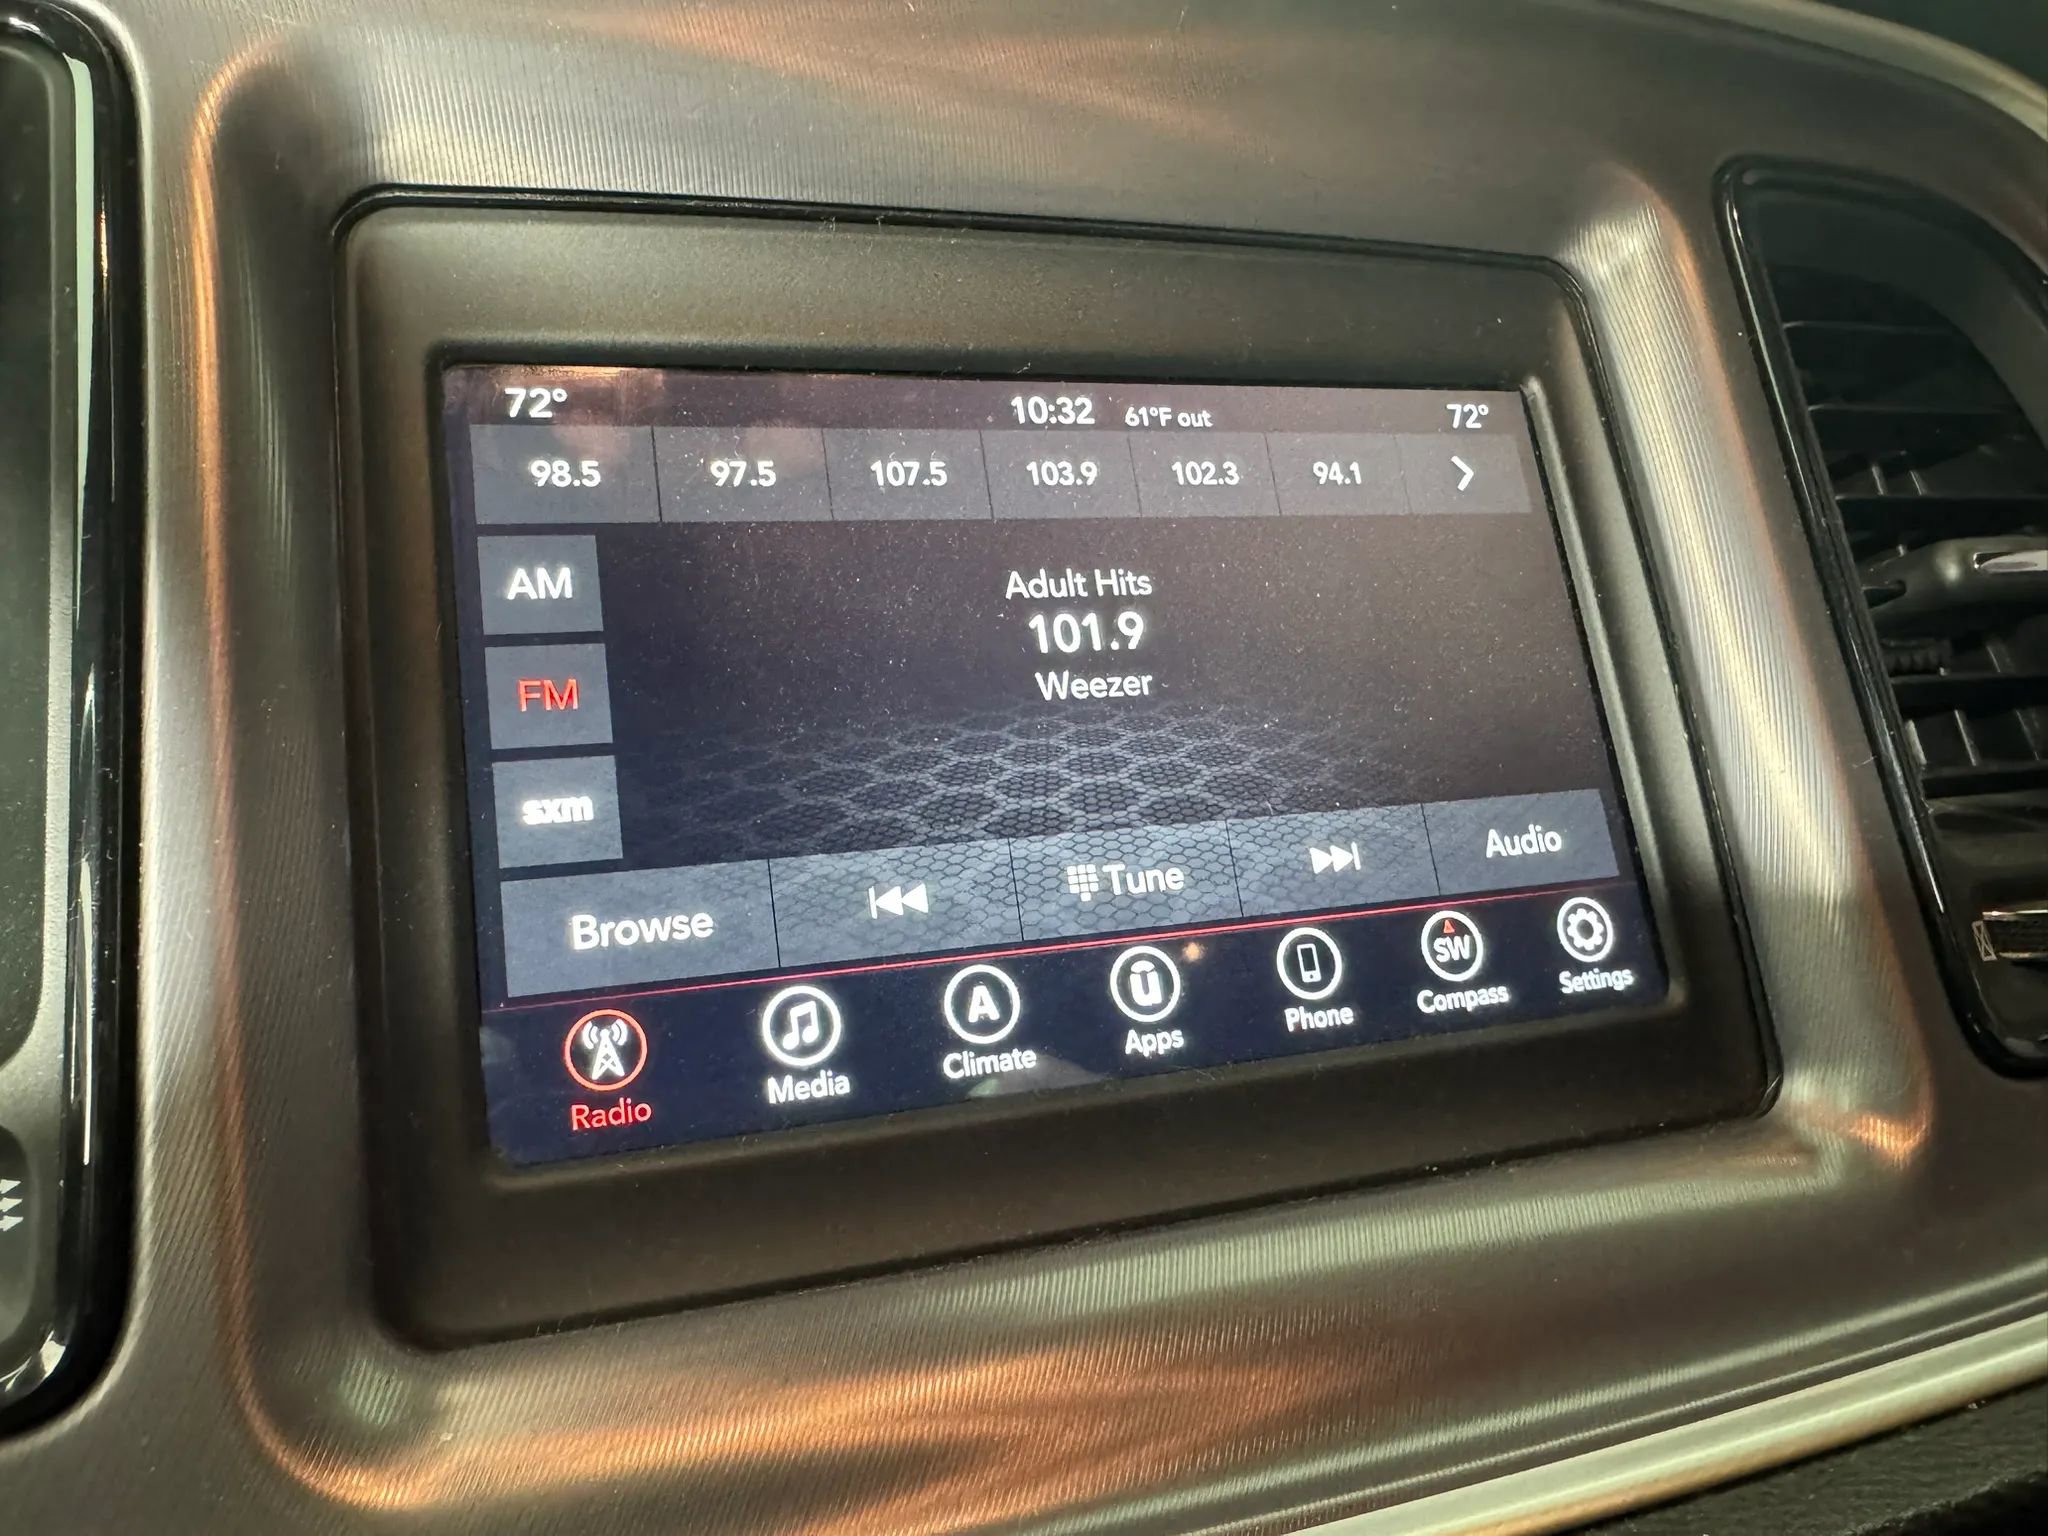 72° 10:32 61°F out 72°
98.5 97.5 107.5 103.9 102.3 94.1
AM
Adult Hits
101.9
FM
Weezer
sxm
Browse Tune Audio
A ū SW
Radio Media Climate Apps Phone Compass Settings